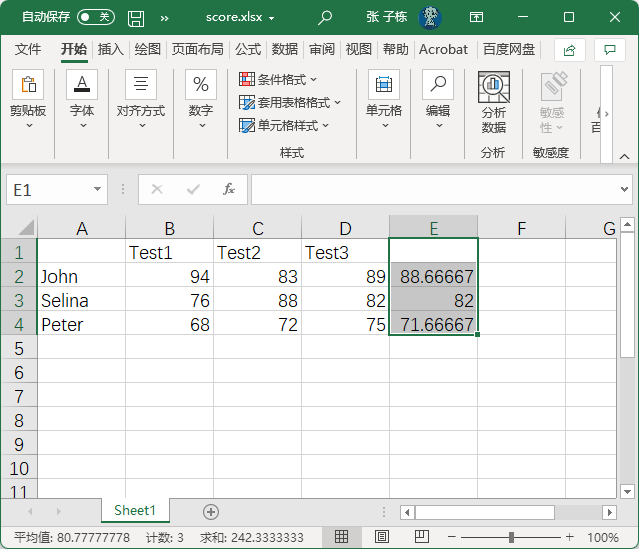 自动保存 关 score.xlsx 张 子栋
文件 开始 插入 绘图 页面布局 公式 数据 审阅 视图 帮助 Acrobat 百度网盘
剪贴板 字体 对齐方式 数字 条件格式 套用表格格式 单元格样式 样式 单元格 编辑 分析数据 分析 敏感性 敏感度
E1 fx
A B C D E F G
1 Test1 Test2 Test3
2 John 94 83 89 88.66667
3 Selina 76 88 82 82
4 Peter 68 72 75 71.66667
5
6
7
8
9
10
11
Sheet1
平均值: 80.77777778 计数: 3 求和: 242.3333333 100%